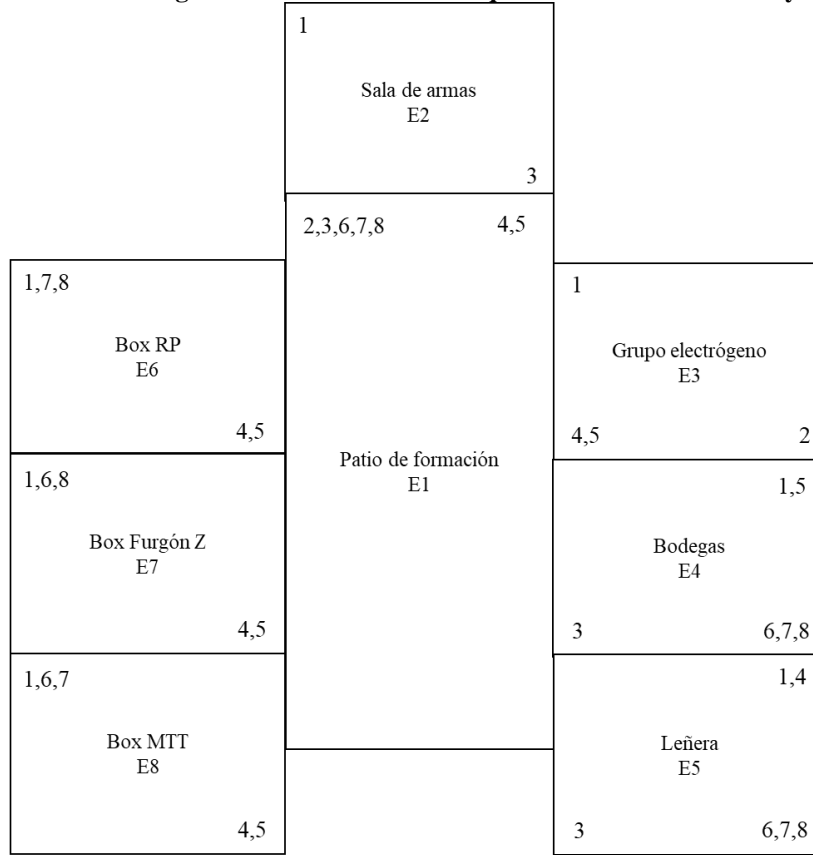 1
Sala de armas
E2
3
2,3,6,7,8
4,5
1,7,8
Box RP
E6
4,5
1
Grupo electrógeno
E3
4,5
2
Patio de formación
E1
1,6,8
Box Furgón Z
E7
4,5
1,5
Bodegas
E4
3
6,7,8
1,6,7
Box MTT
E8
4,5
1,4
Leñera
E5
3
6,7,8